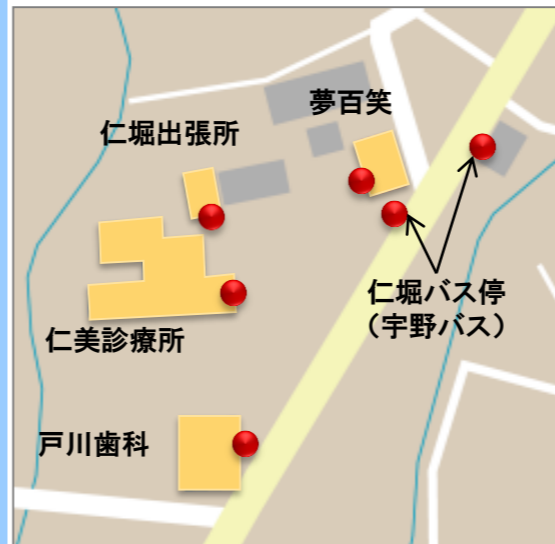 夢百笑
仁堀出張所
仁堀バス停
（宇野バス）
仁美診療所
戸川歯科